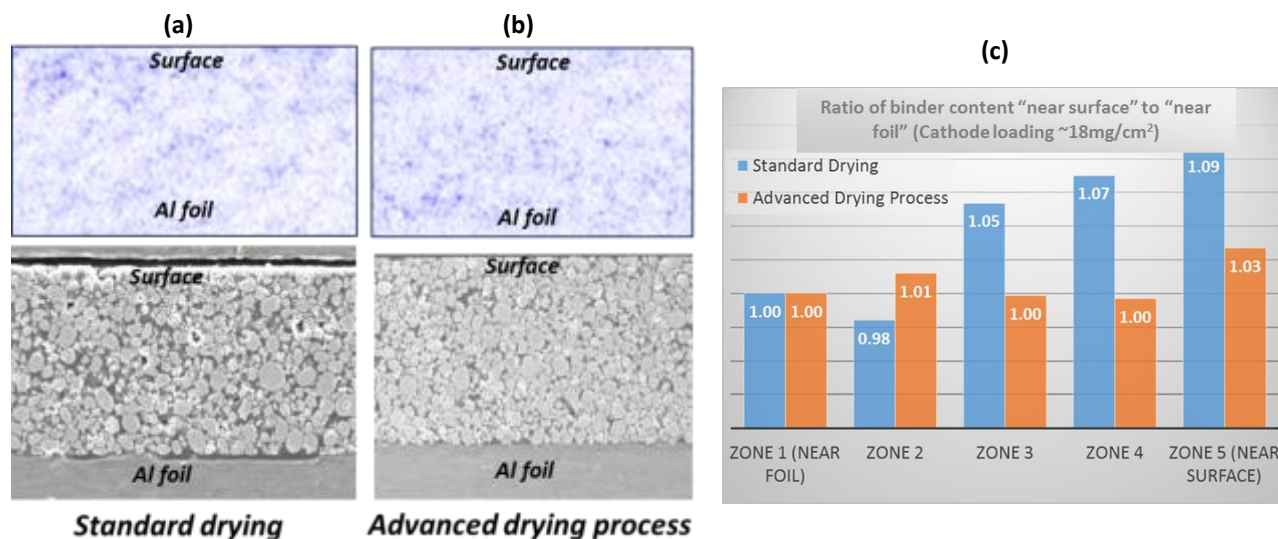 (a)
(b)
Surface
Al foil
Surface
Al foil
Surface
Al foil
Surface
Al foil
Standard drying
Advanced drying process
(c)
Ratio of binder content “near surface” to “near
foil” (Cathode loading ~18mg/cm²)
Standard Drying
Advanced Drying Process
1.00
1.00
0.98
1.01
1.05
1.00
1.07
1.00
1.09
1.03
ZONE 1 (NEAR
FOIL)
ZONE 2
ZONE 3
ZONE 4
ZONE 5 (NEAR
SURFACE)